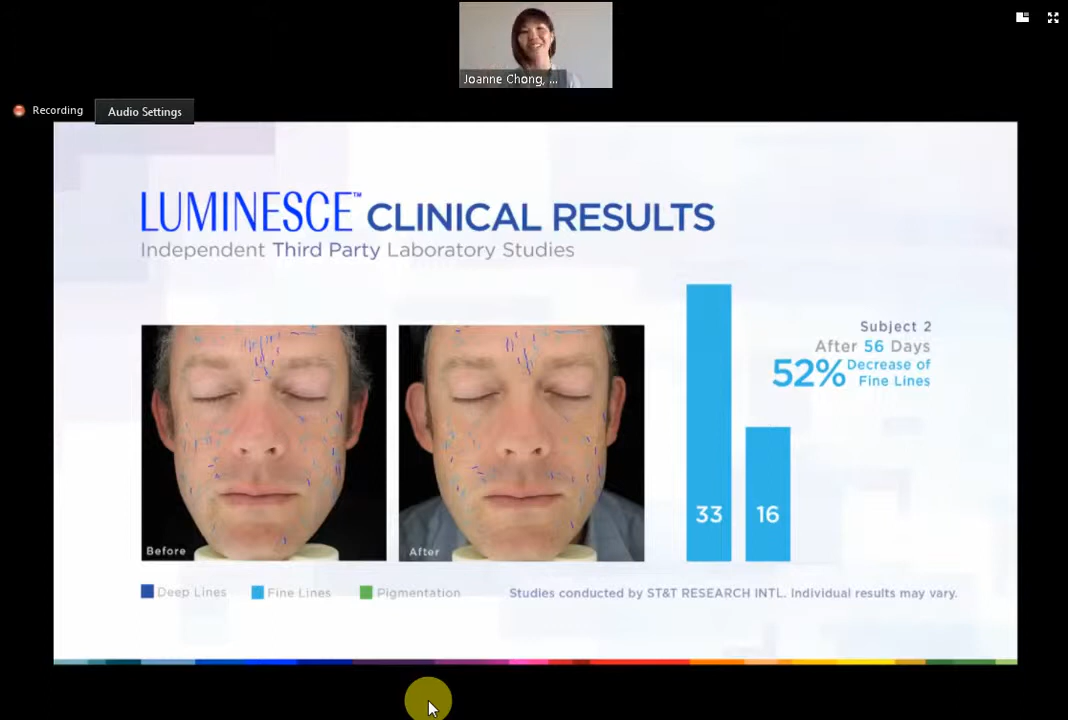 Joanne Chong, ...
Recording
Audio Settings
LUMINESCE™ CLINICAL RESULTS
Independent Third Party Laboratory Studies
Subject 2
After 56 Days
52% Decrease of
Fine Lines
33 16
Before
After
Deep Lines Fine Lines Pigmentation
Studies conducted by ST&T RESEARCH INTL. Individual results may vary.